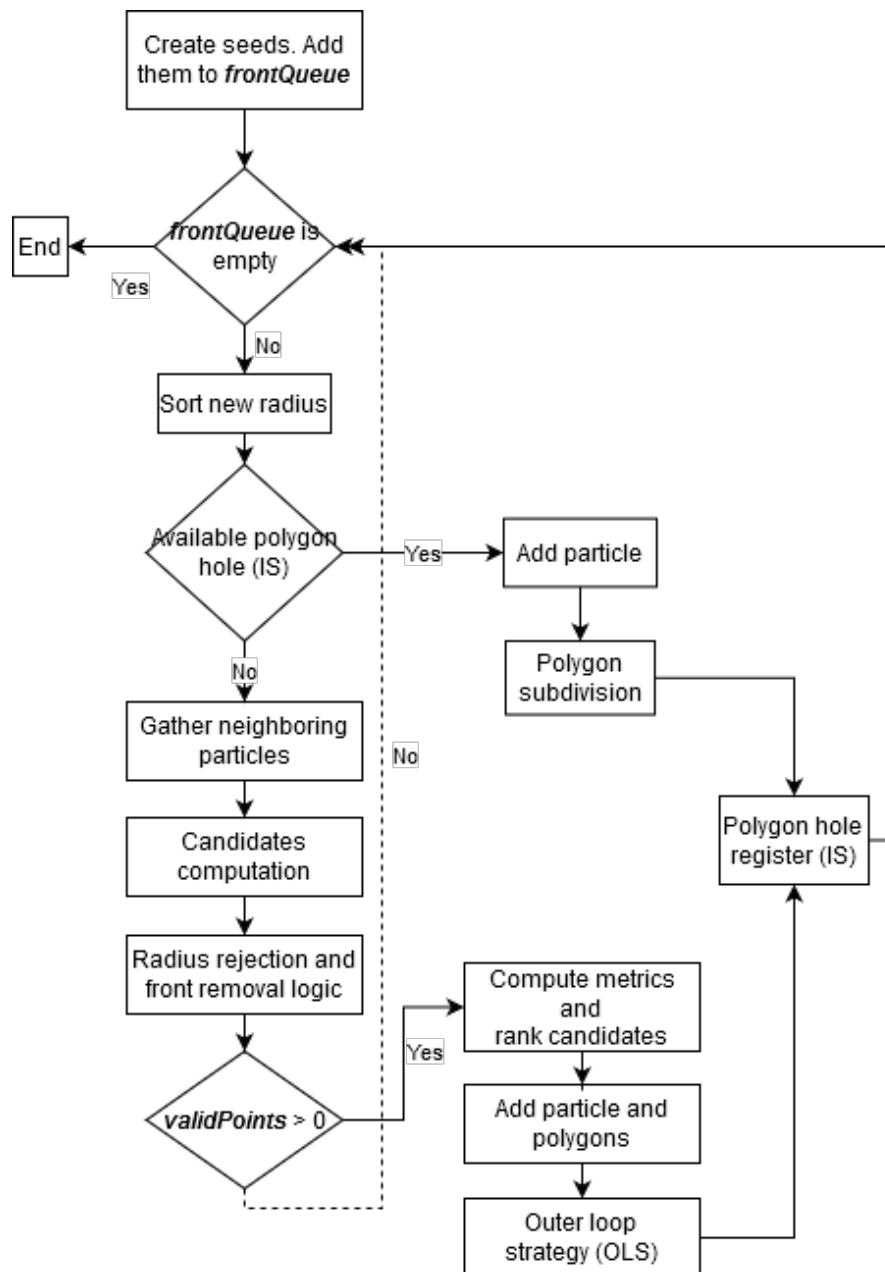 Create seeds. Add
them to frontQueue
frontQueue is
empty
End
Yes
No
Sort new radius
Available polygon
hole (IS)
Yes
Add particle
Polygon
subdivision
No
Gather neighboring
particles
No
Candidates
computation
Polygon hole
register (IS)
Radius rejection and
front removal logic
Compute metrics
and
rank candidates
Yes
validPoints > 0
Add particle and
polygons
Outer loop
strategy (OLS)